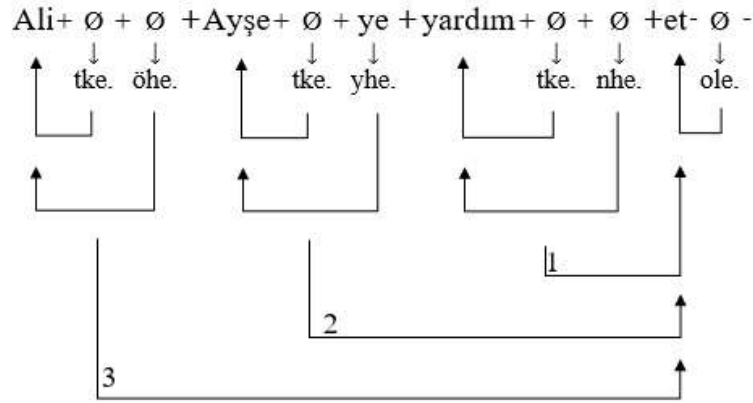 Ali+ Ø + Ø +Ayşe+ Ø + ye +yardım+ Ø + Ø +et- Ø -
tke. öhe. tke. yhe. tke. nhe. ole.
1
2
3